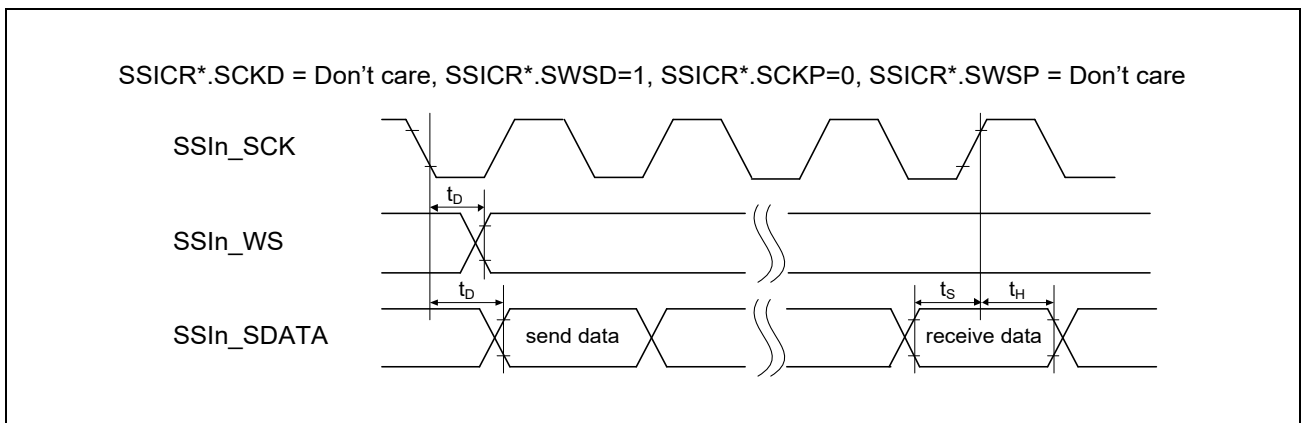 SSICR*.SCKD = Don't care, SSICR*.SWSD=1, SSICR*.SCKP=0, SSICR*.SWSP = Don't care
SSIn_SCK
tD
SSIn_WS
tD
tS
tH
SSIn_SDATA
send data
receive data